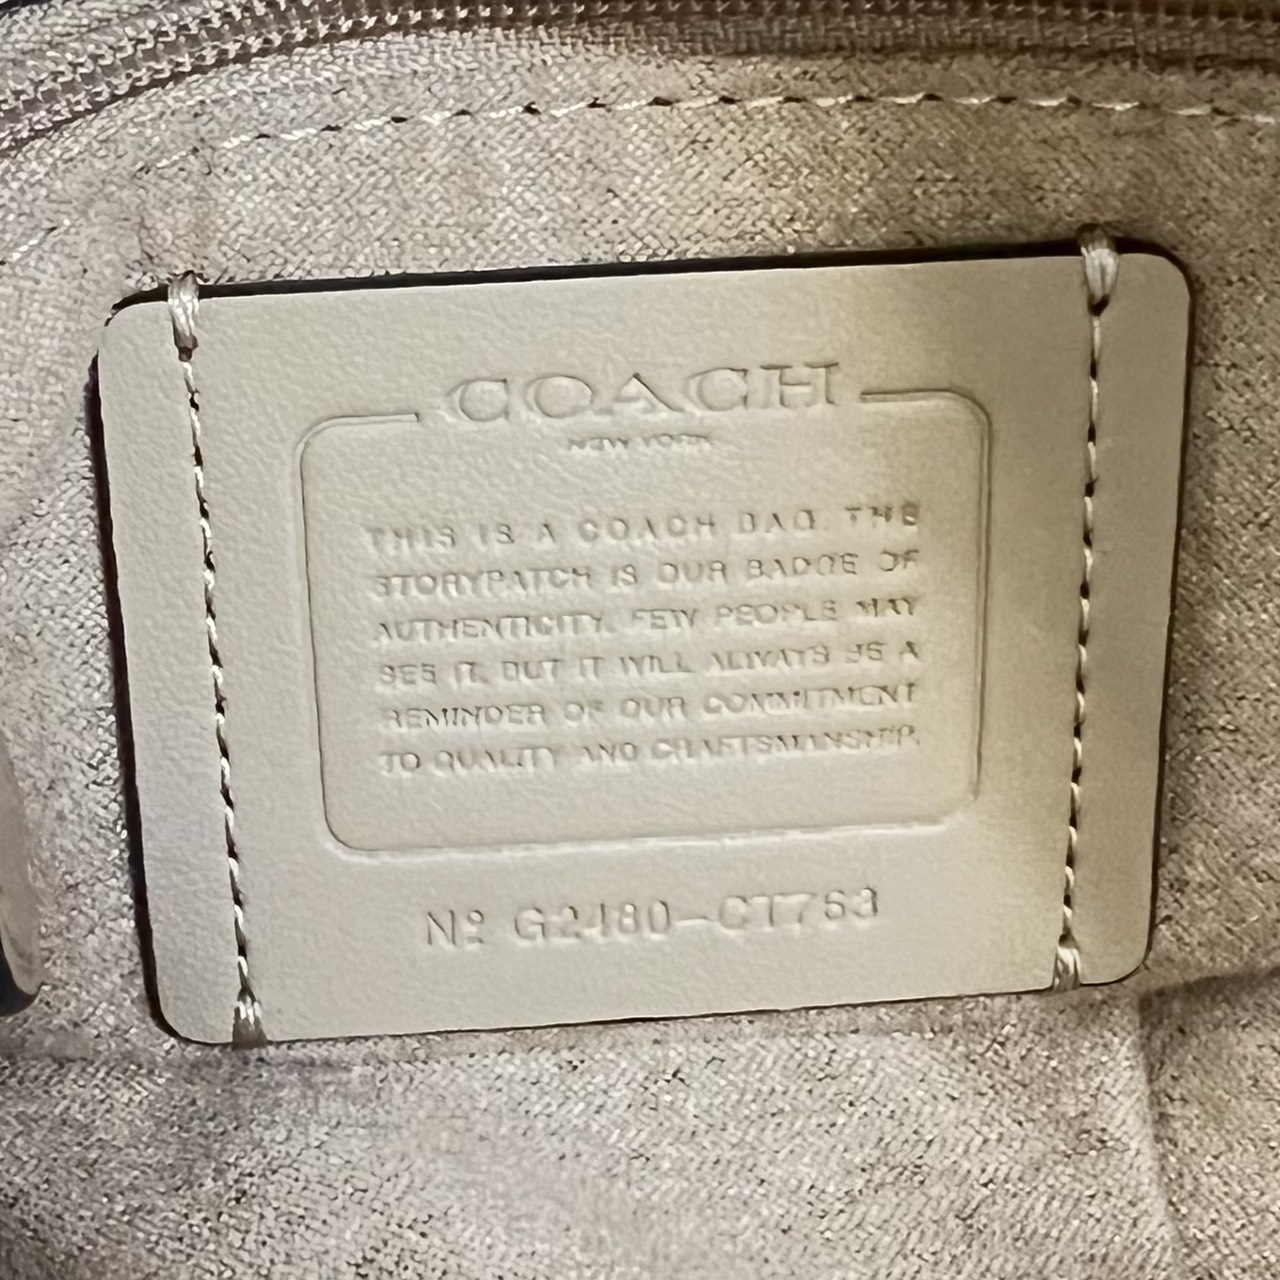 COACH
NEW YORK
THIS IS A COACH BAG. THE
STORYPATCH IS OUR BADGE OF
AUTHENTICITY. FEW PEOPLE MAY
SEE IT, BUT IT WILL ALWAYS BE A
REMINDER OF OUR COMMITMENT
TO QUALITY AND CRAFTSMANSHIP.
Nº G2480-CT763